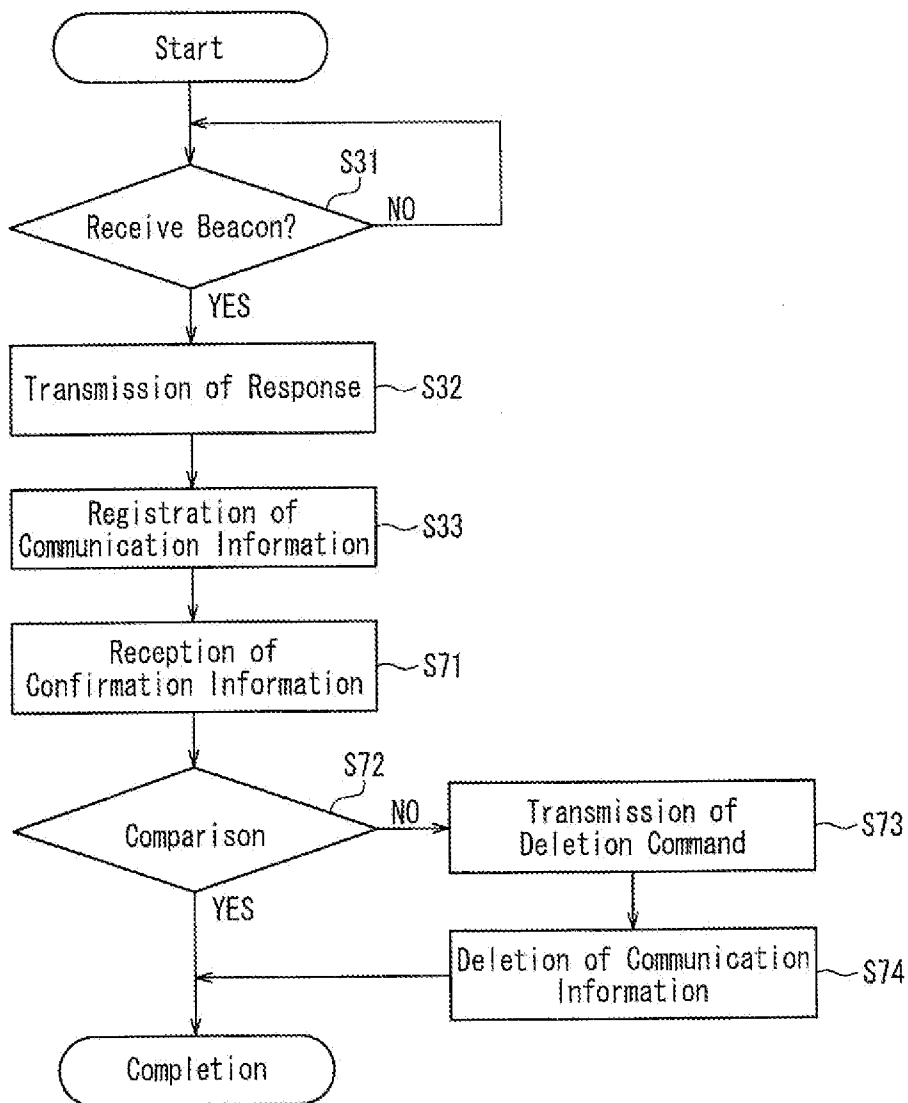 Start
S31
Receive Beacon?
NO
YES
Transmission of Response
S32
Registration of
Communication Information
S33
Reception of
Confirmation Information
S71
S72
Comparison
NO
YES
Transmission of
Deletion Command
S73
Deletion of Communication
Information
S74
Completion